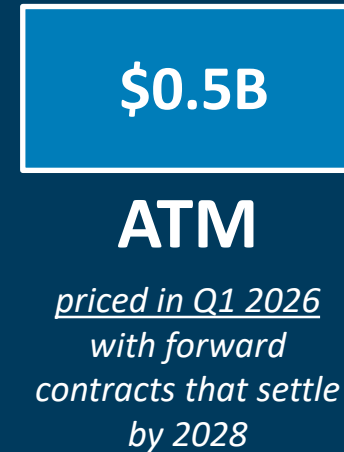 $0.5B
ATM
priced in Q1 2026
with forward
contracts that settle
by 2028